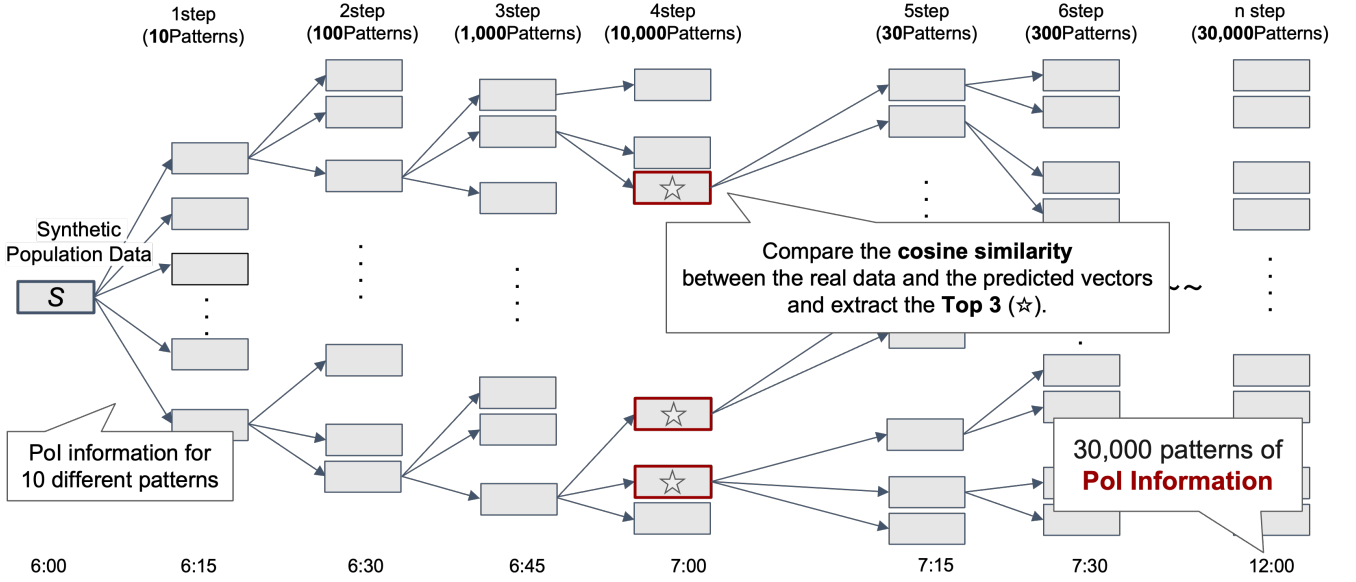 1step
(10Patterns)
2step
(100Patterns)
3step
(1,000Patterns)
4step
(10,000Patterns)
5step
(30Patterns)
6step
(300Patterns)
n step
(30,000Patterns)
Synthetic
Population Data
S
Compare the cosine similarity
between the real data and the predicted vectors
and extract the Top 3 (☆).
~~
PoI information for
10 different patterns
30,000 patterns of
PoI Information
6:00
6:15
6:30
6:45
7:00
7:15
7:30
12:00